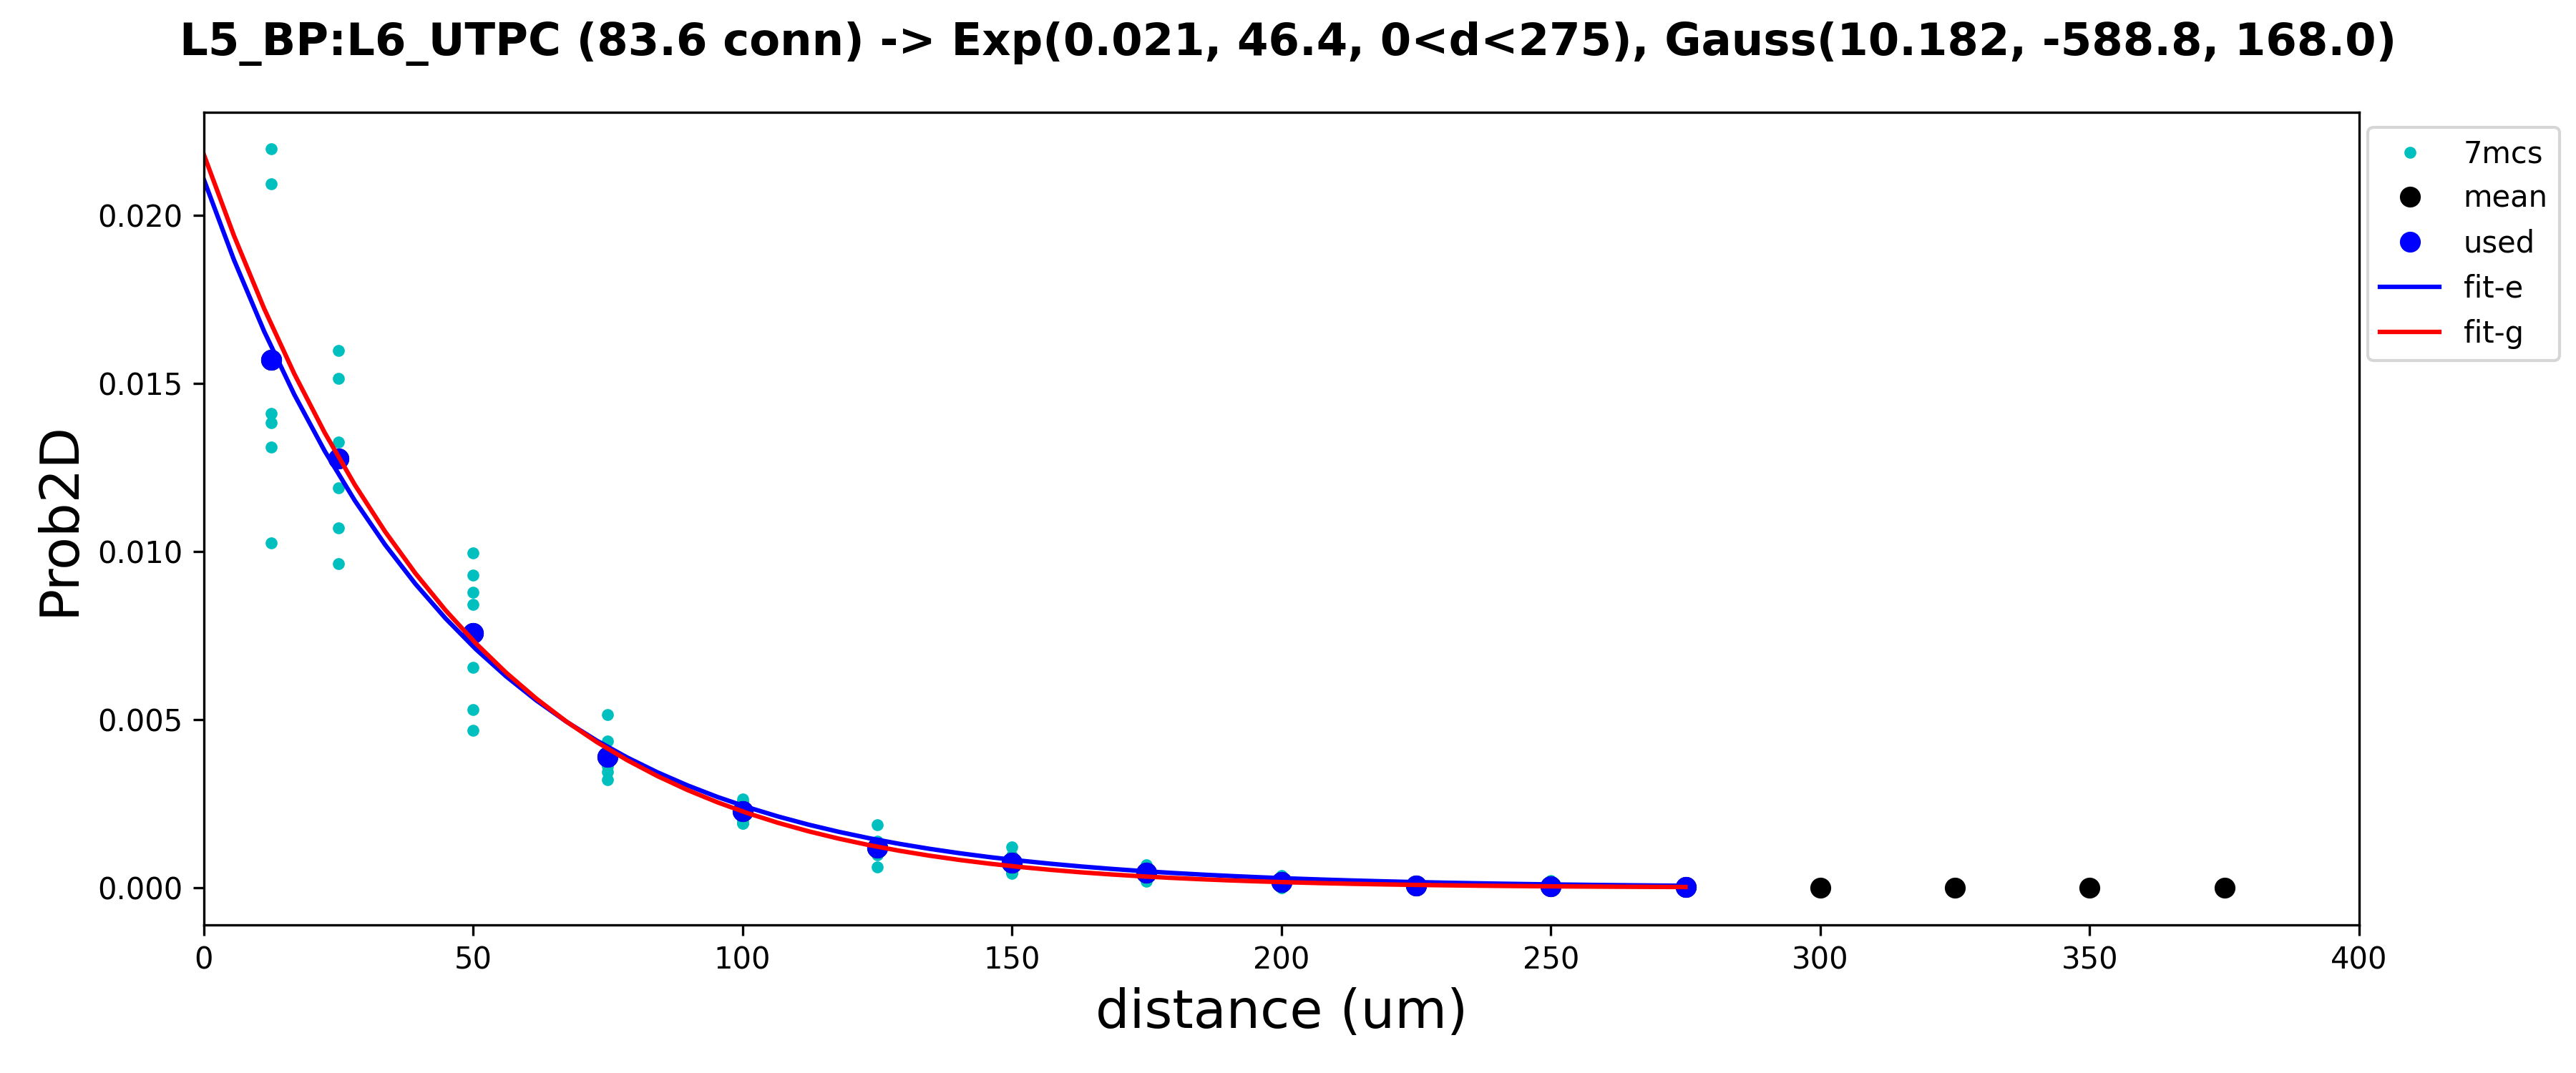 L5_BP:L6_UTPC (83.6 conn) -> Exp(0.021, 46.4, 0<d<275), Gauss(10.182, -588.8, 168.0)
7mcs
mean
used
fit-e
fit-g
Prob2D
0.020
0.015
0.010
0.005
0.000
0 50 100 150 200 250 300 350 400
distance (um)